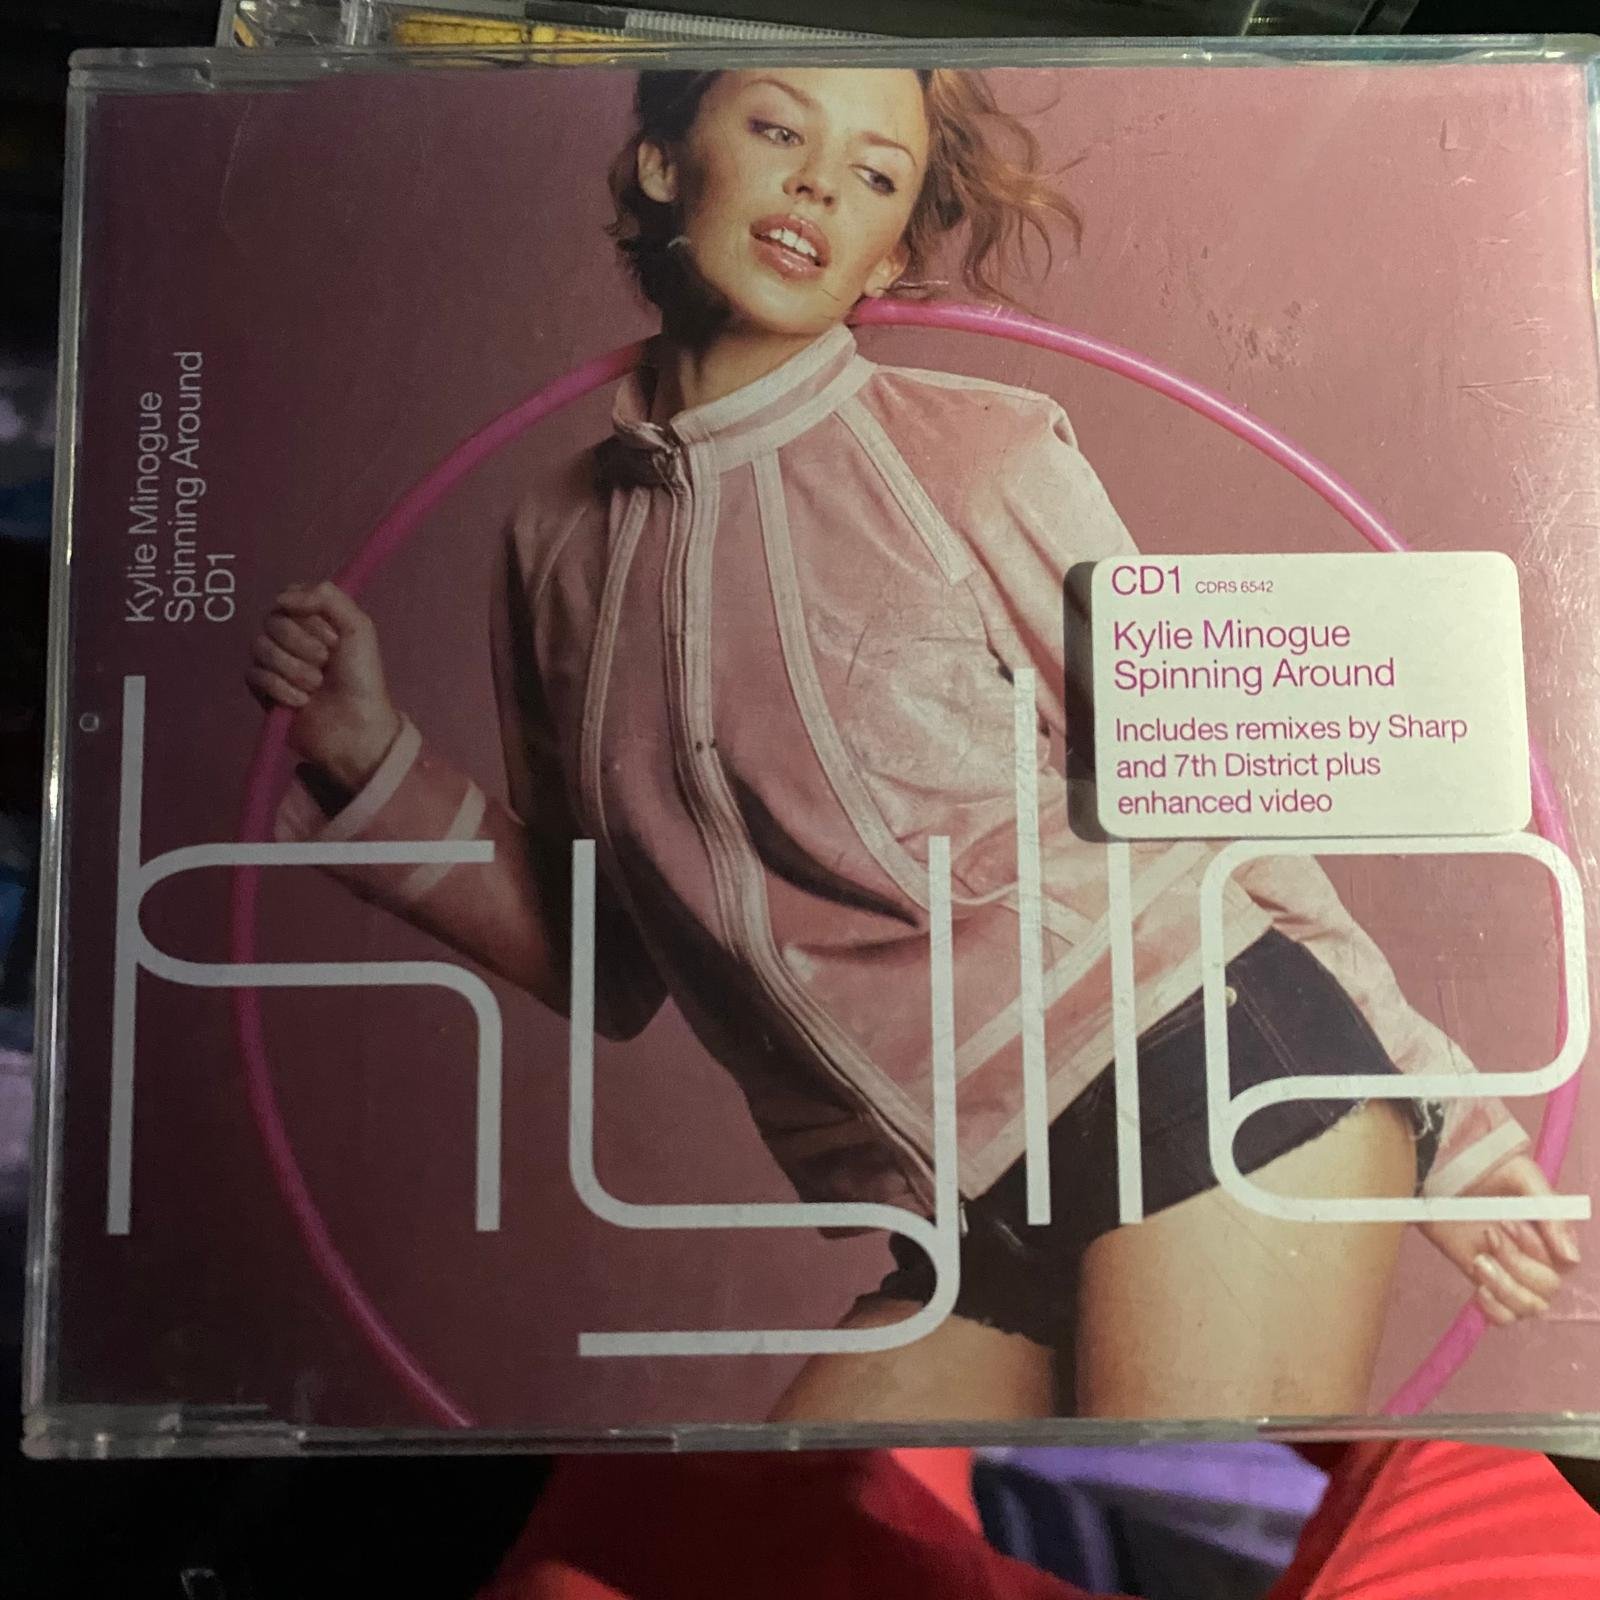 Kylie Minogue
Spinning Around
CD1
CD1 CDRS 6542
Kylie Minogue
Spinning Around
Includes remixes by Sharp
and 7th District plus
enhanced video
kylie